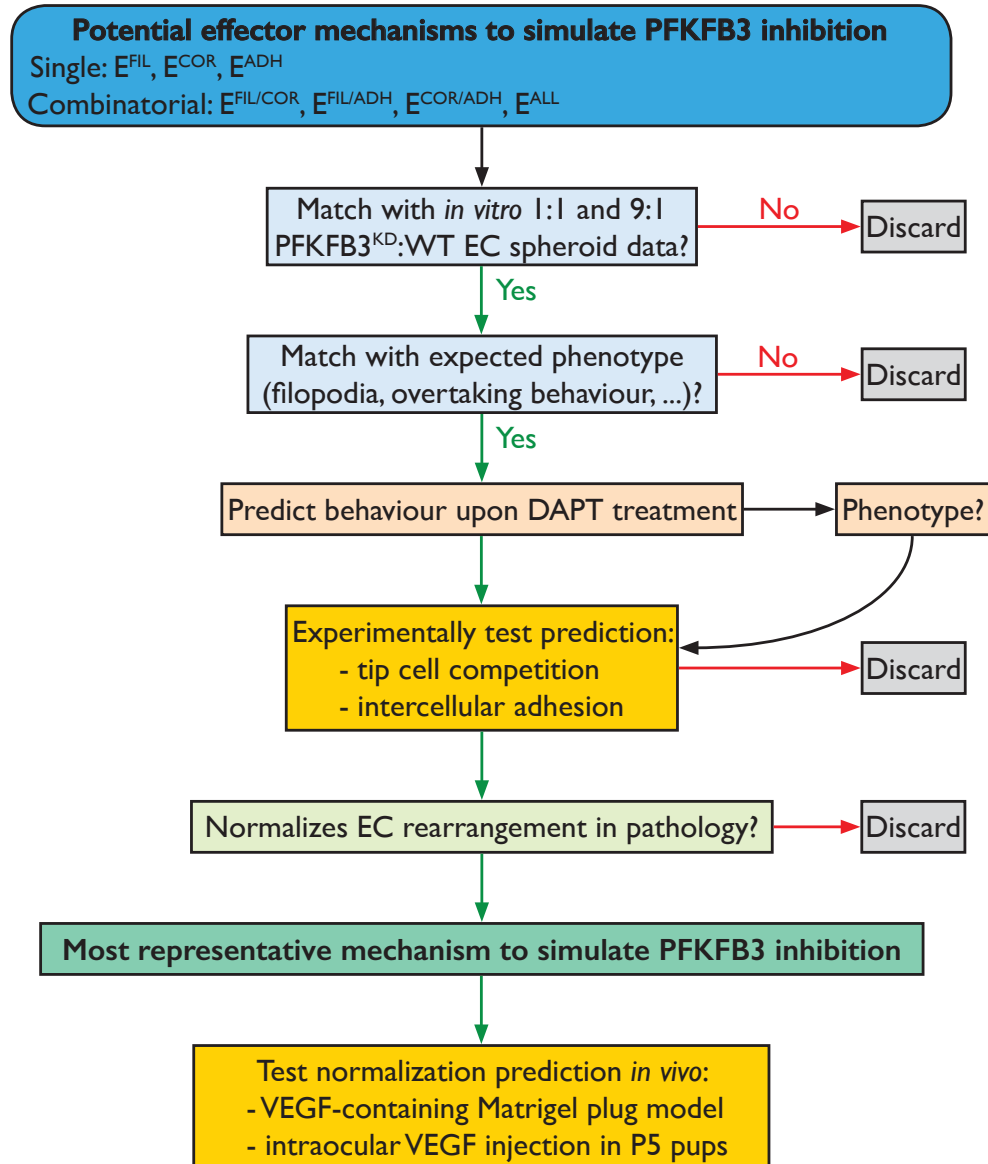 Potential effector mechanisms to simulate PFKFB3 inhibition
Single: E^FIL, E^COR, E^ADH
Combinatorial: E^FIL/COR, E^FIL/ADH, E^COR/ADH, E^ALL
Match with in vitro 1:1 and 9:1
PFKFB3^KD:WT EC spheroid data?
No
Discard
Yes
Match with expected phenotype
(filopodia, overtaking behaviour, ...)?
No
Discard
Yes
Predict behaviour upon DAPT treatment
Phenotype?
Experimentally test prediction:
- tip cell competition
- intercellular adhesion
Discard
Normalizes EC rearrangement in pathology?
Discard
Most representative mechanism to simulate PFKFB3 inhibition
Test normalization prediction in vivo:
- VEGF-containing Matrigel plug model
- intraocular VEGF injection in P5 pups